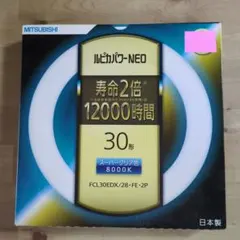 MITSUBISHI
ルピカパワーNEO
寿命2倍
12000時間
30形
スーパークリア色
8000K
FCL30EDX/28・FE・2P
日本製